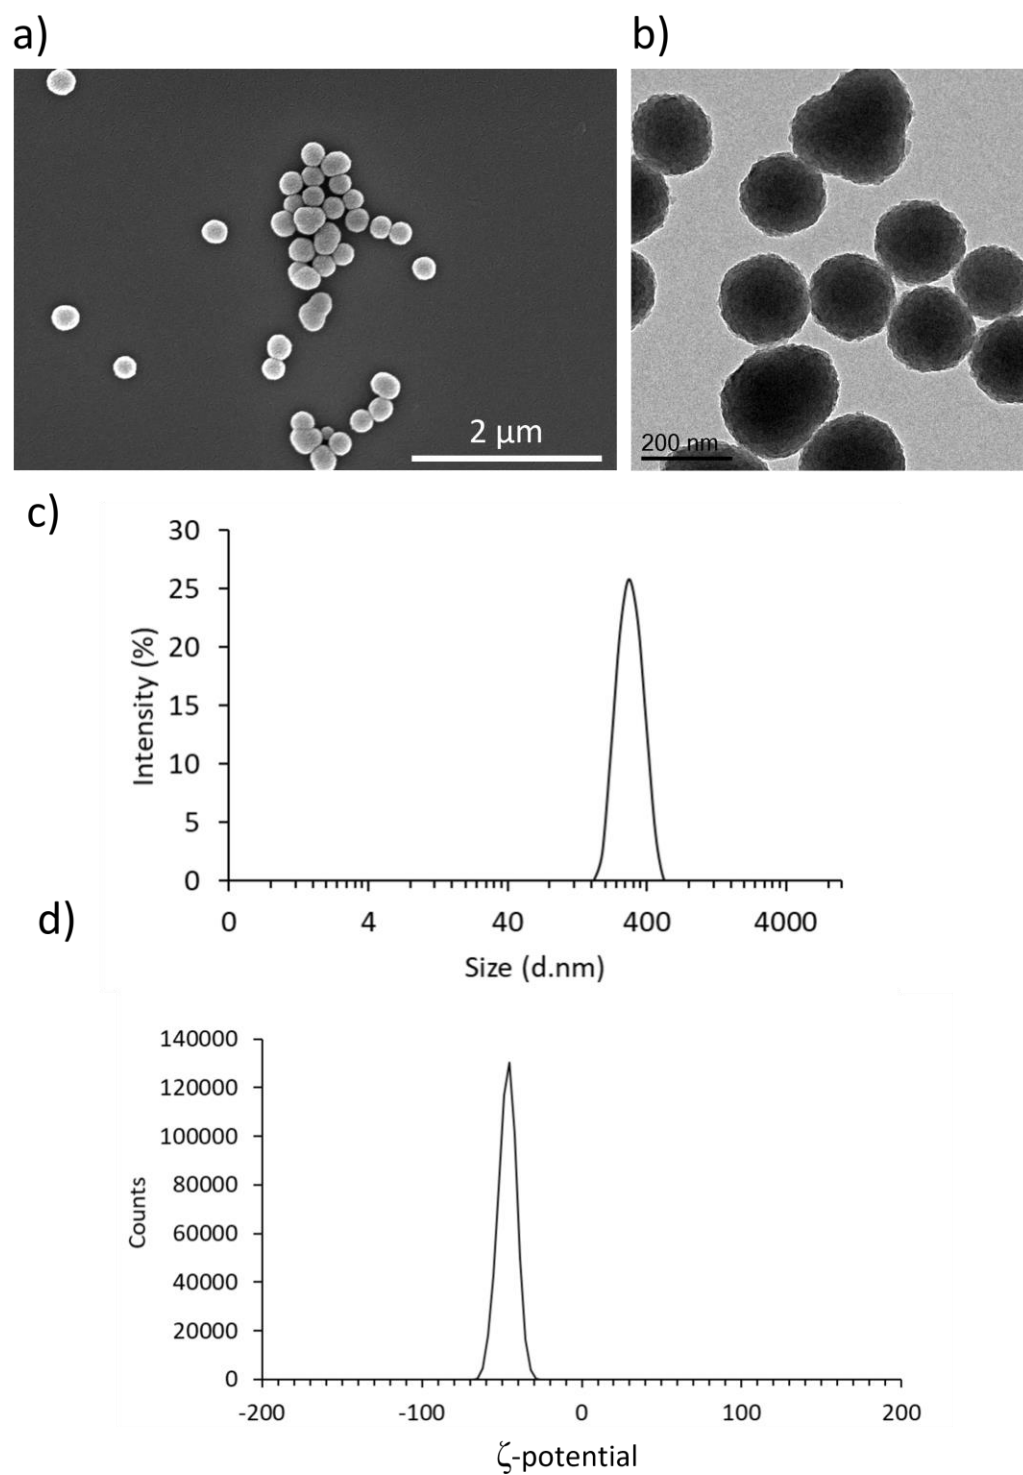 a)
b)
2 μm
200 nm
c)
30
25
20
15
10
5
0
Intensity (%)
0 4 40 400 4000
Size (d.nm)
d)
140000
120000
100000
80000
60000
40000
20000
0
Counts
-200 -100 0 100 200
ζ-potential